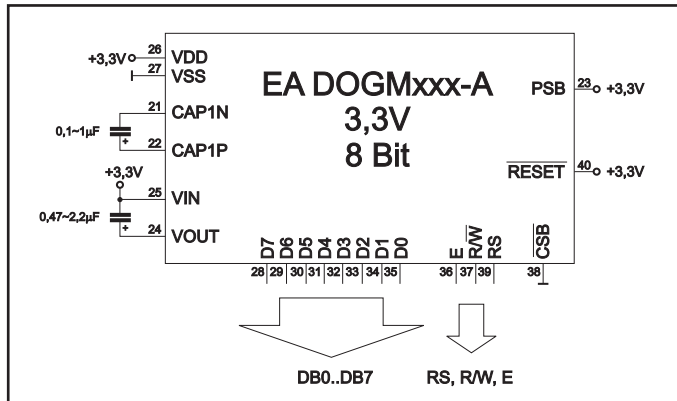 EA DOGMxxx-A
3,3V
8 Bit
+3,3V
26
VDD
27
VSS
21
CAP1N
0,1~1µF
+
22
CAP1P
+3,3V
25
VIN
0,47~2,2µF
+
24
VOUT
PSB
23
+3,3V
RESET
40
+3,3V
D7 D6 D5 D4 D3 D2 D1 D0
28 29 30 31 32 33 34 35
E R/W RS
36 37 39
CSB
38
DB0..DB7
RS, R/W, E